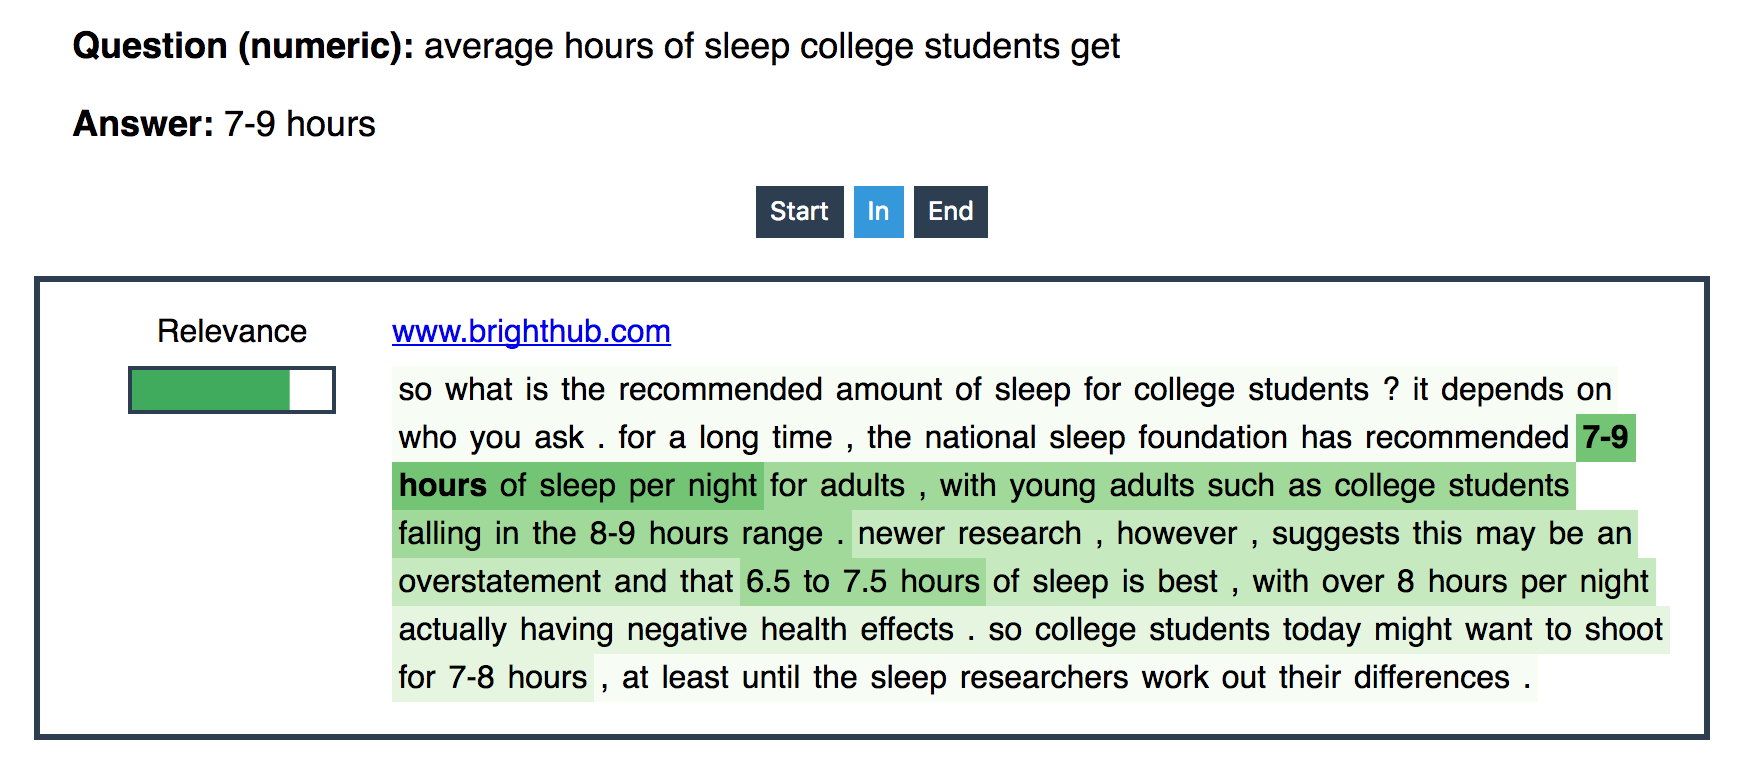 Question (numeric): average hours of sleep college students get
Answer: 7-9 hours
Start In End
Relevance
www.brighthub.com
so what is the recommended amount of sleep for college students ? it depends on
who you ask . for a long time , the national sleep foundation has recommended 7-9
hours of sleep per night for adults , with young adults such as college students
falling in the 8-9 hours range . newer research , however , suggests this may be an
overstatement and that 6.5 to 7.5 hours of sleep is best , with over 8 hours per night
actually having negative health effects . so college students today might want to shoot
for 7-8 hours , at least until the sleep researchers work out their differences .